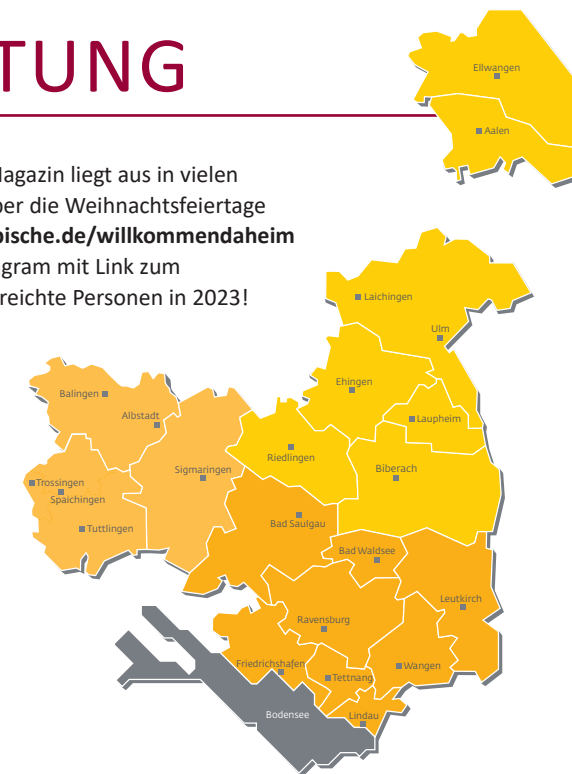 TUNG
Magazin liegt aus in vielen
ber die Weihnachtsfeiertage
bische.de/willkommendaheim
gram mit Link zum
reichte Personen in 2023!
Ellwangen
Aalen
Laichingen
Ulm
Ehingen
Balingen
Albstadt
Laupheim
Riedlingen
Sigmaringen
Biberach
Trossingen
Spaichingen
Tuttlingen
Bad Saulgau
Bad Waldsee
Leutkirch
Ravensburg
Friedrichshafen
Wangen
Tettnang
Bodensee
Lindau